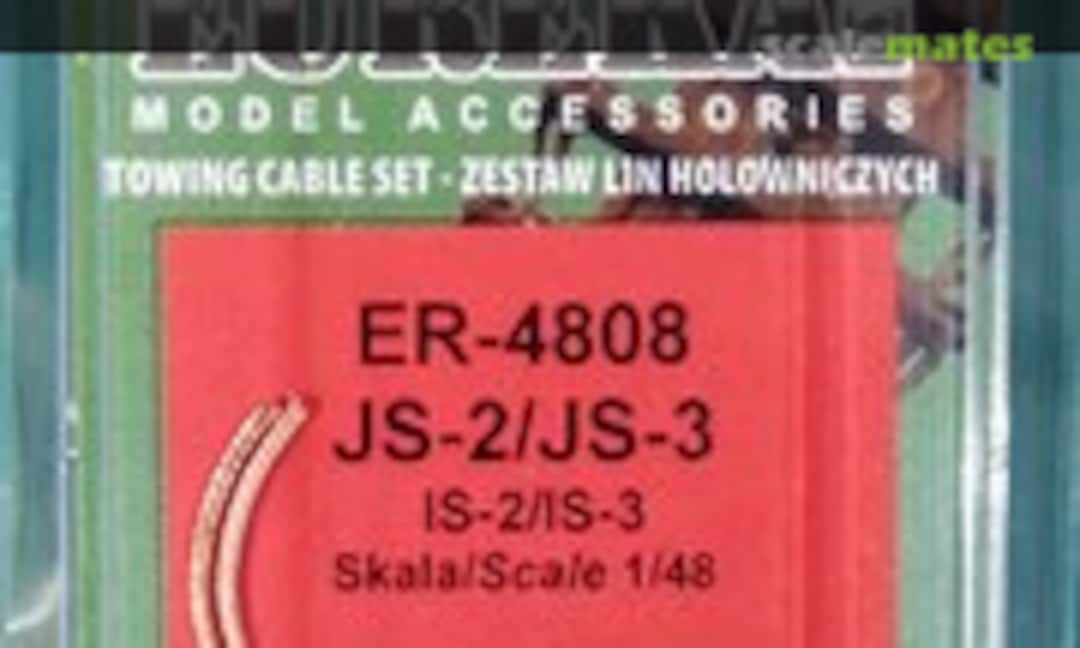 scalemates
MODEL ACCESSORIES
TOWING CABLE SET - ZESTAW LIN HOLOWNICZYCH
ER-4808
JS-2/JS-3
IS-2/IS-3
Skala/Scale 1/48